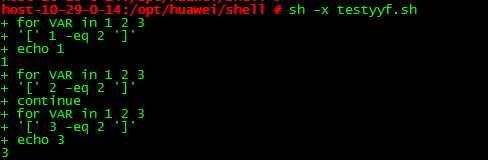 host-10-29-0-14:/opt/huawei/shell # sh -x testyyf.sh
+ for VAR in 1 2 3
+ '[' 1 -eq 2 ']'
+ echo 1
1
+ for VAR in 1 2 3
+ '[' 2 -eq 2 ']'
+ continue
+ for VAR in 1 2 3
+ '[' 3 -eq 2 ']'
+ echo 3
3